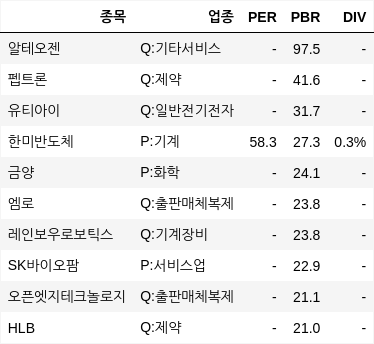 종목 업종 PER PBR DIV
알테오젠 Q:기타서비스 - 97.5 -
펩트론 Q:제약 - 41.6 -
유티아이 Q:일반전기전자 - 31.7 -
한미반도체 P:기계 58.3 27.3 0.3%
금양 P:화학 - 24.1 -
엠로 Q:출판매체복제 - 23.8 -
레인보우로보틱스 Q:기계장비 - 23.8 -
SK바이오팜 P:서비스업 - 22.9 -
오픈엣지테크놀로지 Q:출판매체복제 - 21.1 -
HLB Q:제약 - 21.0 -